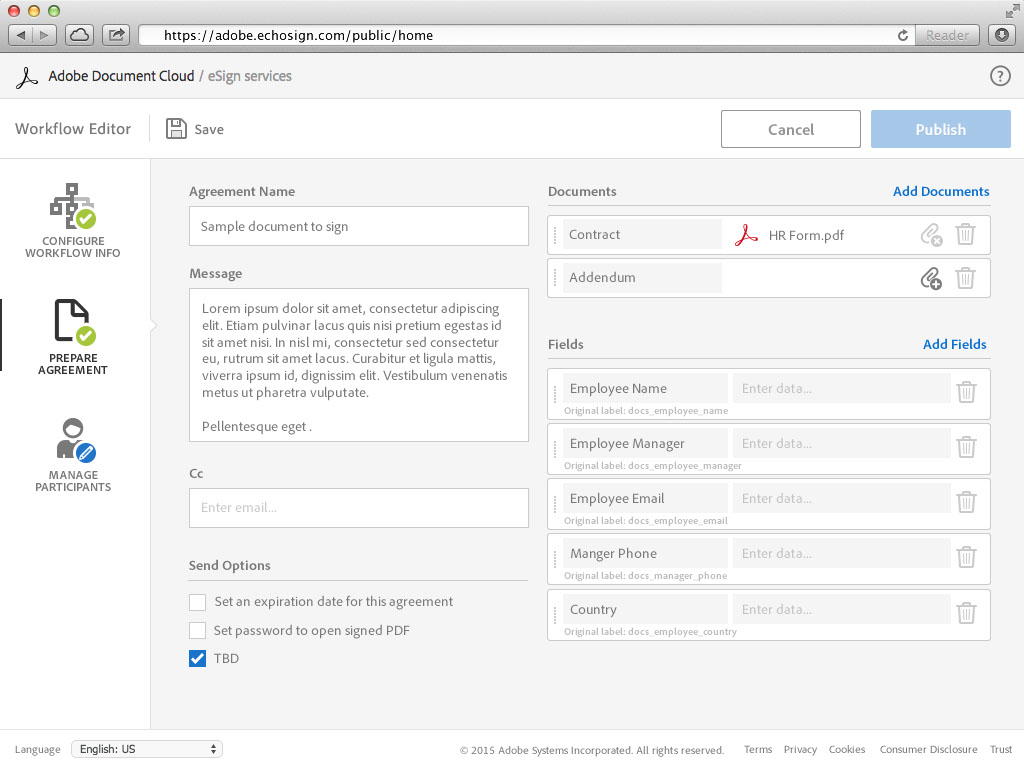 https://adobe.echosign.com/public/home
Reader
Adobe Document Cloud / eSign services
?
Workflow Editor
Save
Cancel
Publish
CONFIGURE
WORKFLOW INFO
PREPARE
AGREEMENT
MANAGE
PARTICIPANTS
Agreement Name
Sample document to sign
Message
Lorem ipsum dolor sit amet, consectetur adipiscing
elit. Etiam pulvinar lacus quis nisi pretium egestas id
sit amet nisi. In nisl mi, consectetur sed consectetur
eu, rutrum sit amet lacus. Curabitur et ligula mattis,
viverra ipsum id, dignissim elit. Vestibulum venenatis
metus ut pharetra vulputate.
Pellentesque eget .
Cc
Enter email...
Send Options
Set an expiration date for this agreement
Set password to open signed PDF
TBD
Documents
Add Documents
Contract
HR Form.pdf
Addendum
Fields
Add Fields
Employee Name
Enter data...
Original label: docs_employee_name
Employee Manager
Enter data...
Original label: docs_employee_manager
Employee Email
Enter data...
Original label: docs_employee_email
Manger Phone
Enter data...
Original label: docs_manager_phone
Country
Enter data...
Original label: docs_employee_country
Language
English: US
© 2015 Adobe Systems Incorporated. All rights reserved.
Terms
Privacy
Cookies
Consumer Disclosure
Trust